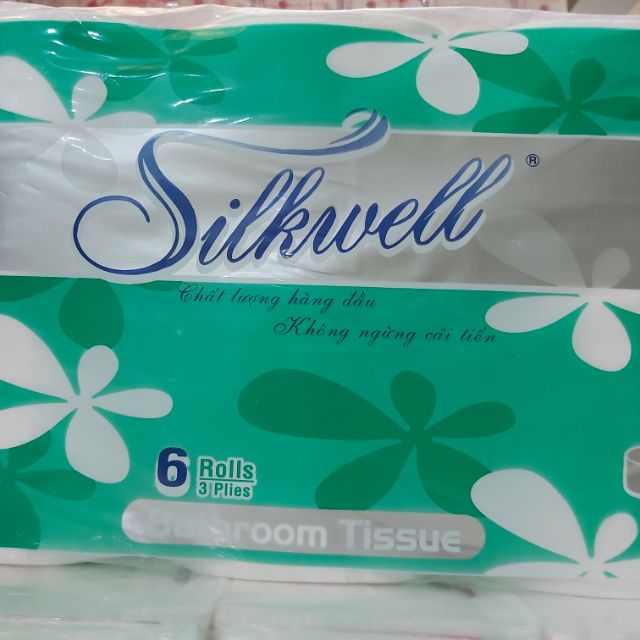 Silkwell ®
Chất lượng hàng đầu
Không ngừng cải tiến
6 Rolls
3 Plies
Bathroom Tissue